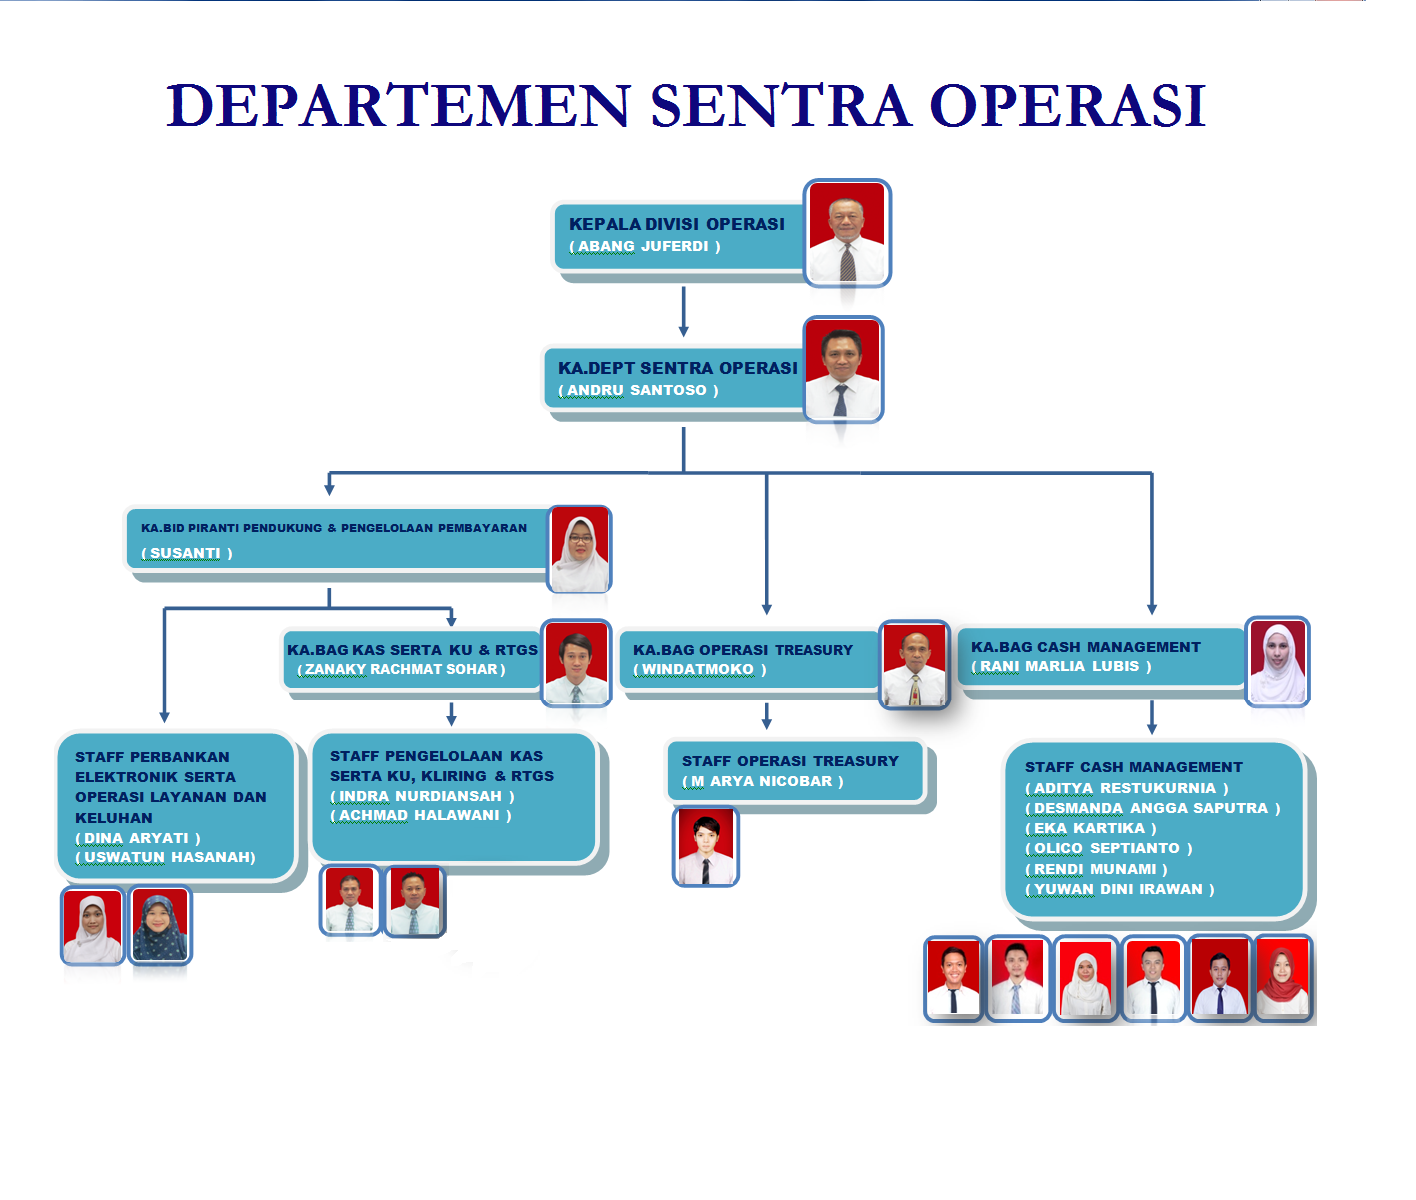 DEPARTEMEN SENTRA OPERASI
KEPALA DIVISI OPERASI
( ABANG JUFERDI )
KA.DEPT SENTRA OPERASI
( ANDRU SANTOSO )
KA.BID PIRANTI PENDUKUNG & PENGELOLAAN PEMBAYARAN
( SUSANTI )
KA.BAG KAS SERTA KU & RTGS
( ZANAKY RACHMAT SOHAR )
KA.BAG OPERASI TREASURY
( WINDATMOKO )
KA.BAG CASH MANAGEMENT
( RANI MARLIA LUBIS )
STAFF PERBANKAN
ELEKTRONIK SERTA
OPERASI LAYANAN DAN
KELUHAN
( DINA ARYATI )
( USWATUN HASANAH)
STAFF PENGELOLAAN KAS
SERTA KU, KLIRING & RTGS
( INDRA NURDIANSAH )
( ACHMAD HALAWANI )
STAFF OPERASI TREASURY
( M ARYA NICOBAR )
STAFF CASH MANAGEMENT
( ADITYA RESTUKURNIA )
( DESMANDA ANGGA SAPUTRA )
( EKA KARTIKA )
( OLICO SEPTIANTO )
( RENDI MUNAMI )
( YUWAN DINI IRAWAN )